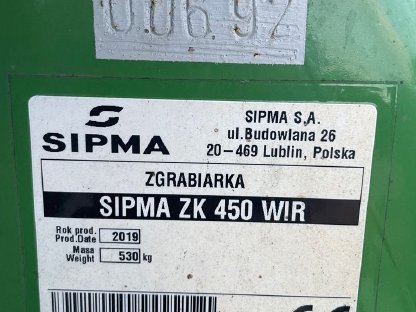 0.06.92
SIPMA
SIPMA S.A.
ul.Budowlana 26
20-469 Lublin, Polska
ZGRABIARKA
SIPMA ZK 450 WIR
Rok prod.
Prod.Date 2019
Masa
Weight 530 kg